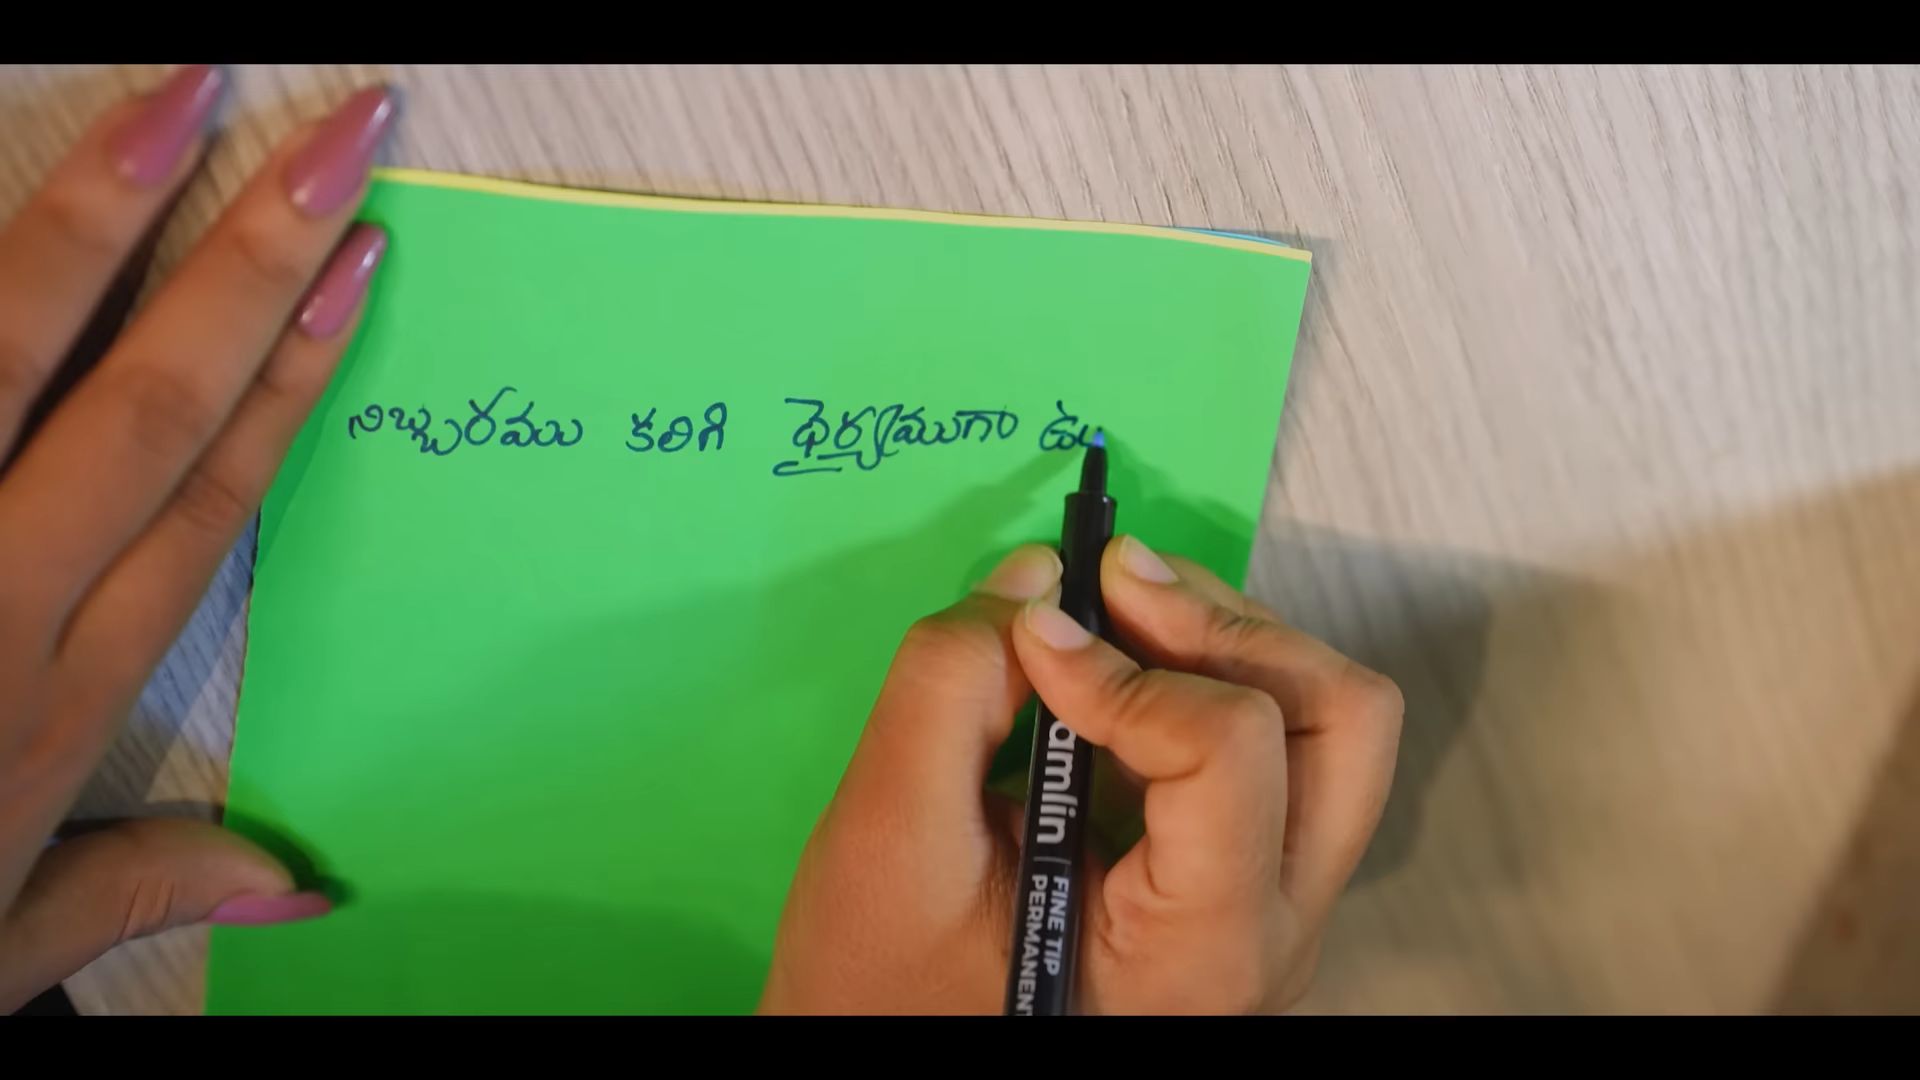 నిబ్బరము కలిగి ధైర్యముగా ఉ
amlin | FINE TIP
PERMANENT